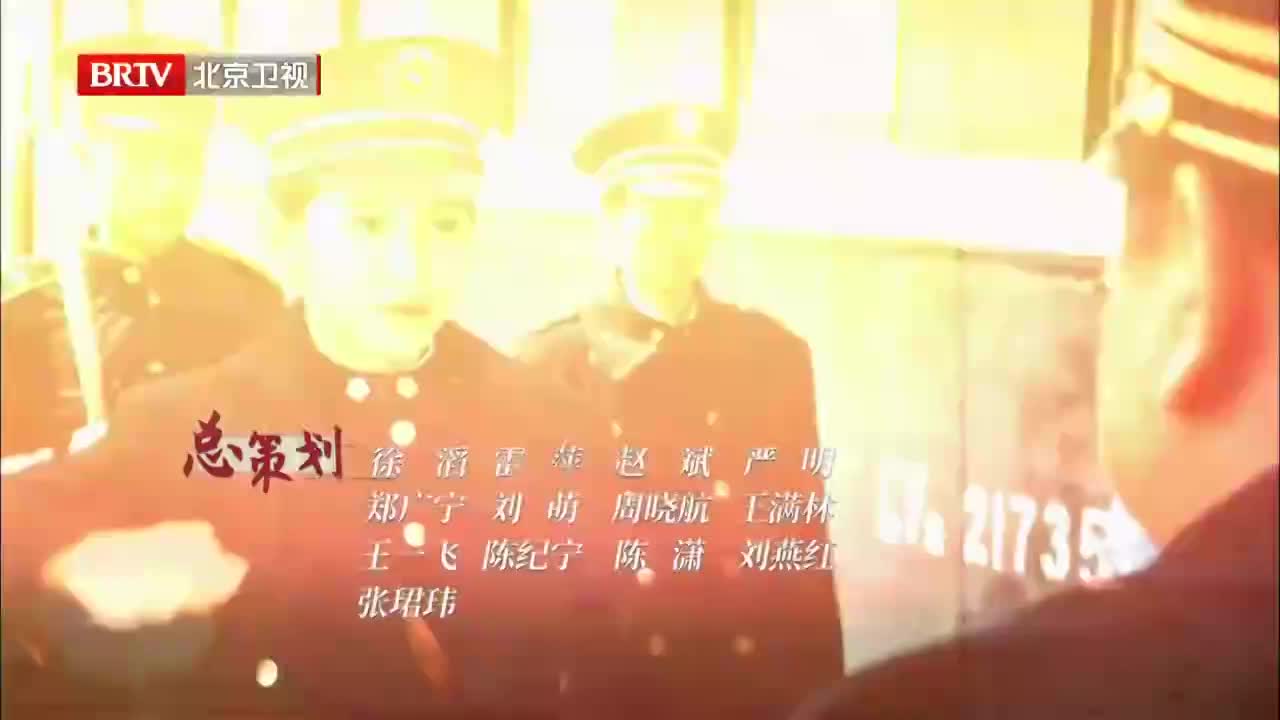 BRTV 北京卫视
总策划 徐滔 雷萍 赵斌 严明
郑广宁 刘萌 周晓航 王满林
王一飞 陈纪宁 陈潇 刘燕红
张珺玮
21735